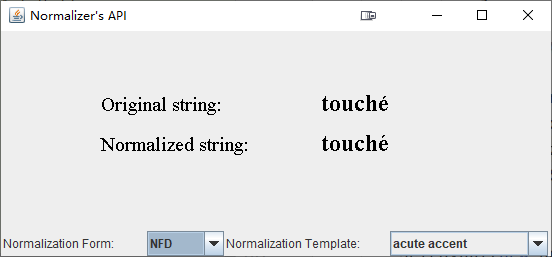 Normalizer's API
Original string: touché
Normalized string: touché
Normalization Form: NFD Normalization Template: acute accent